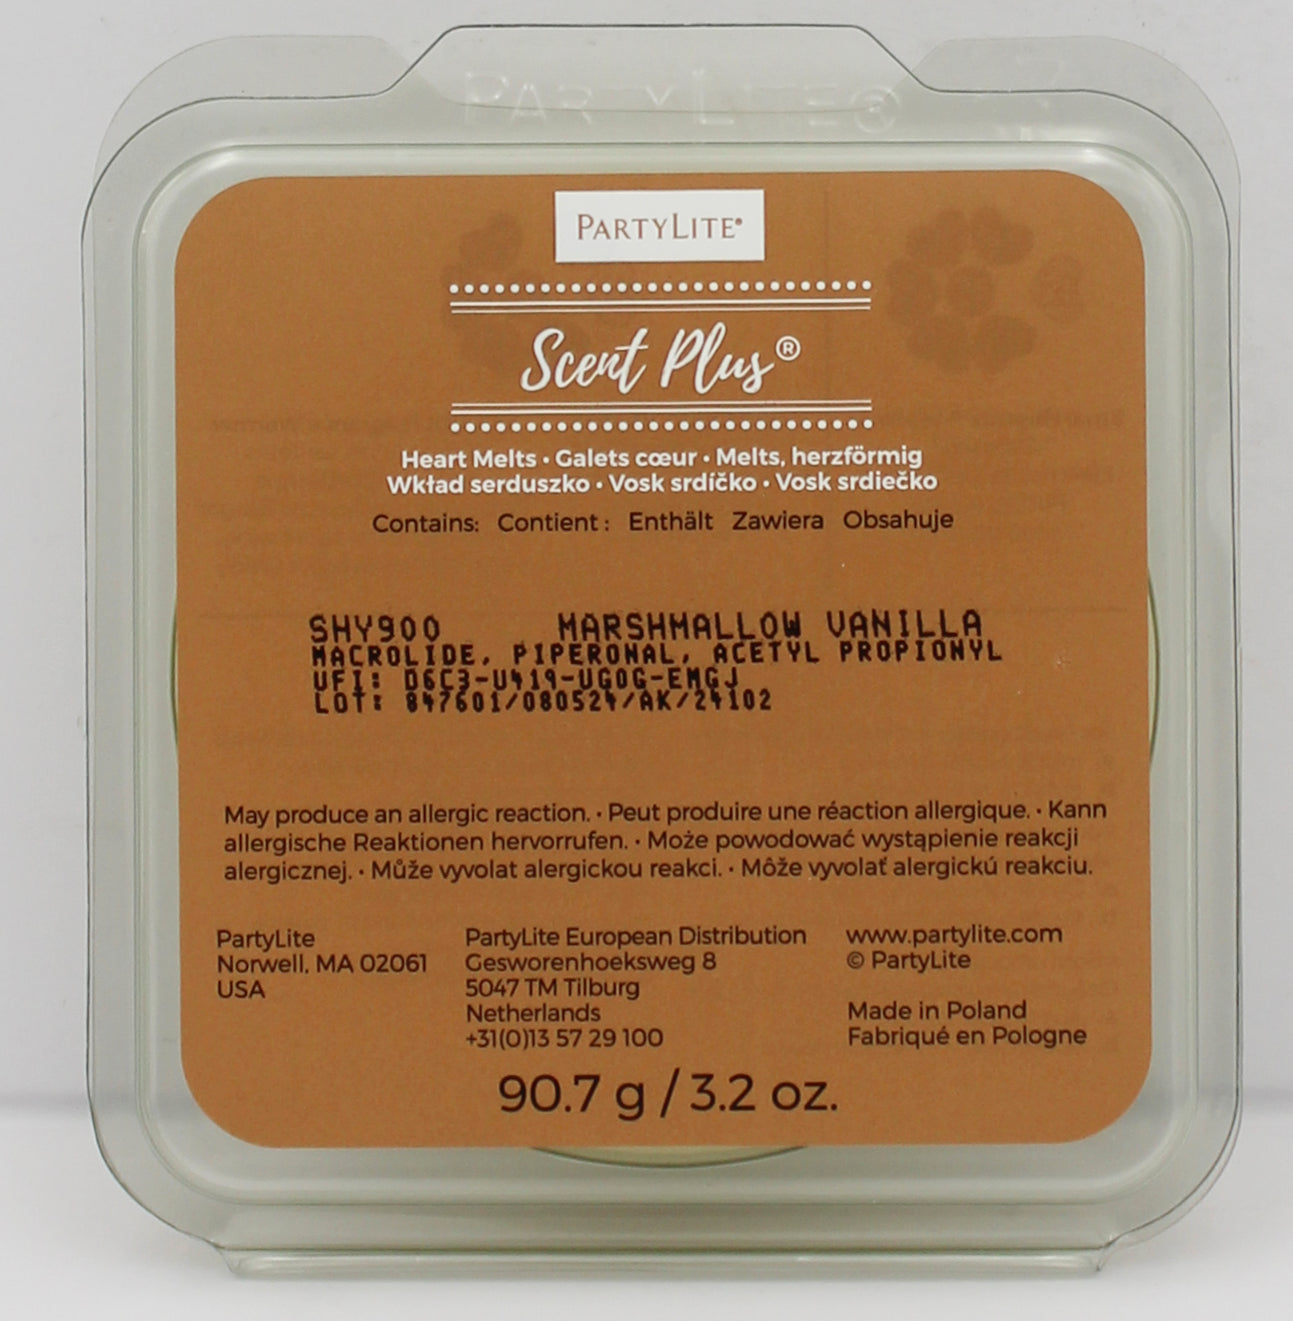 PARTYLITE®
PARTYLITE®
Scent Plus®
Heart Melts • Galets cœur • Melts, herzförmig
Wkład serduszko • Vosk srdíčko • Vosk srdiečko
Contains: Contient : Enthält Zawiera Obsahuje
SHY900 MARSHMALLOW VANILLA
MACROLIDE, PIPERONAL, ACETYL PROPIONYL
UFI: D6C3-U419-UG0G-EMGJ
LOT: 847601/080524/AK/24102
May produce an allergic reaction. • Peut produire une réaction allergique. • Kann
allergische Reaktionen hervorrufen. • Może powodować wystąpienie reakcji
alergicznej. • Může vyvolat alergickou reakci. • Môže vyvolať alergickú reakciu.
PartyLite
Norwell, MA 02061
USA
PartyLite European Distribution
Gesworenhoeksweg 8
5047 TM Tilburg
Netherlands
+31(0)13 57 29 100
www.partylite.com
© PartyLite
Made in Poland
Fabriqué en Pologne
90.7 g / 3.2 oz.